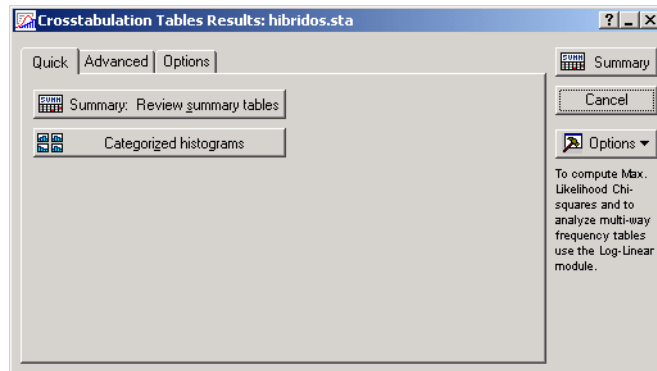 Crosstabulation Tables Results: hibridos.sta
Quick Advanced Options
Summary: Review summary tables
Categorized histograms
Summary
Cancel
Options
To compute Max.
Likelihood Chi-
squares and to
analyze multi-way
frequency tables
use the Log-Linear
module.